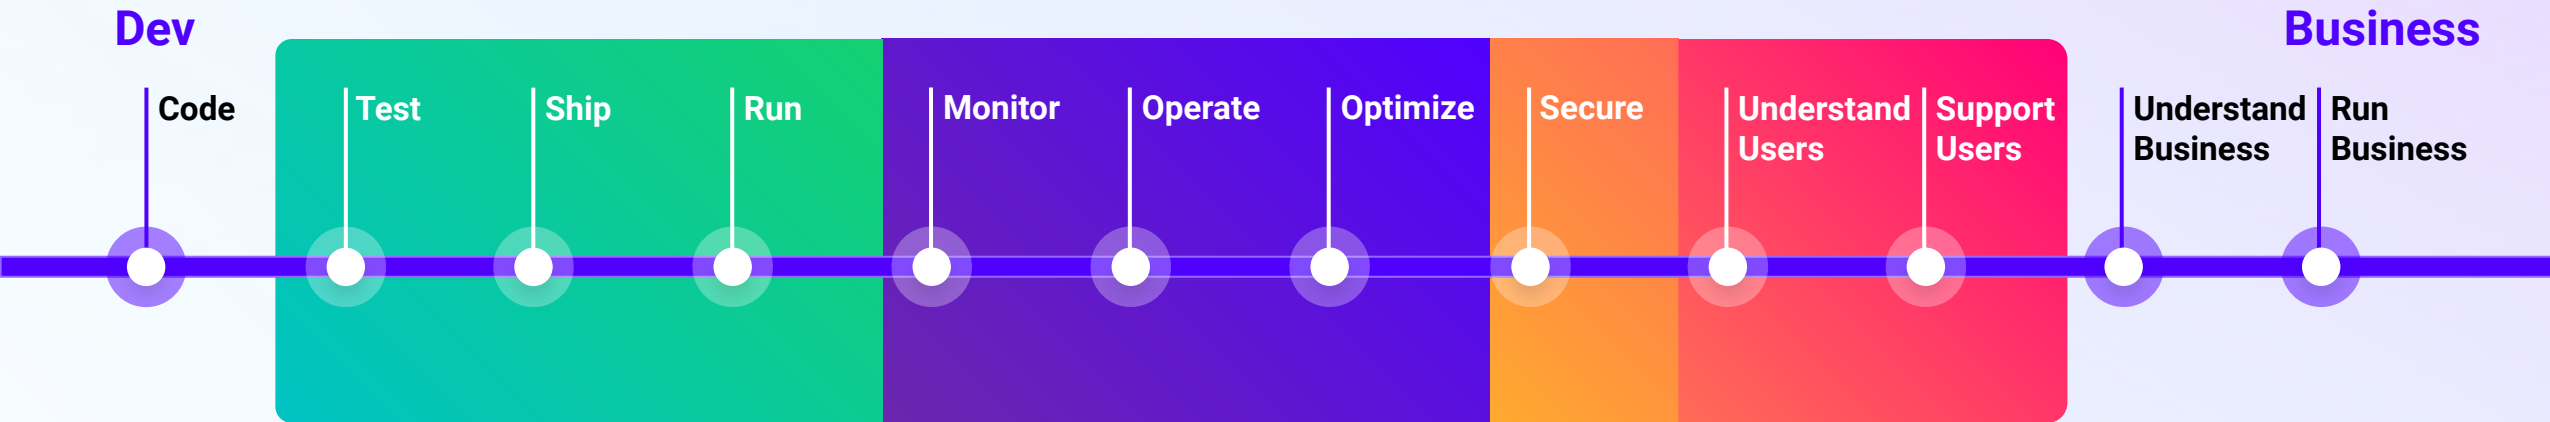 Dev
Business
Code
Test
Ship
Run
Monitor
Operate
Optimize
Secure
Understand
Users
Support
Users
Understand
Business
Run
Business